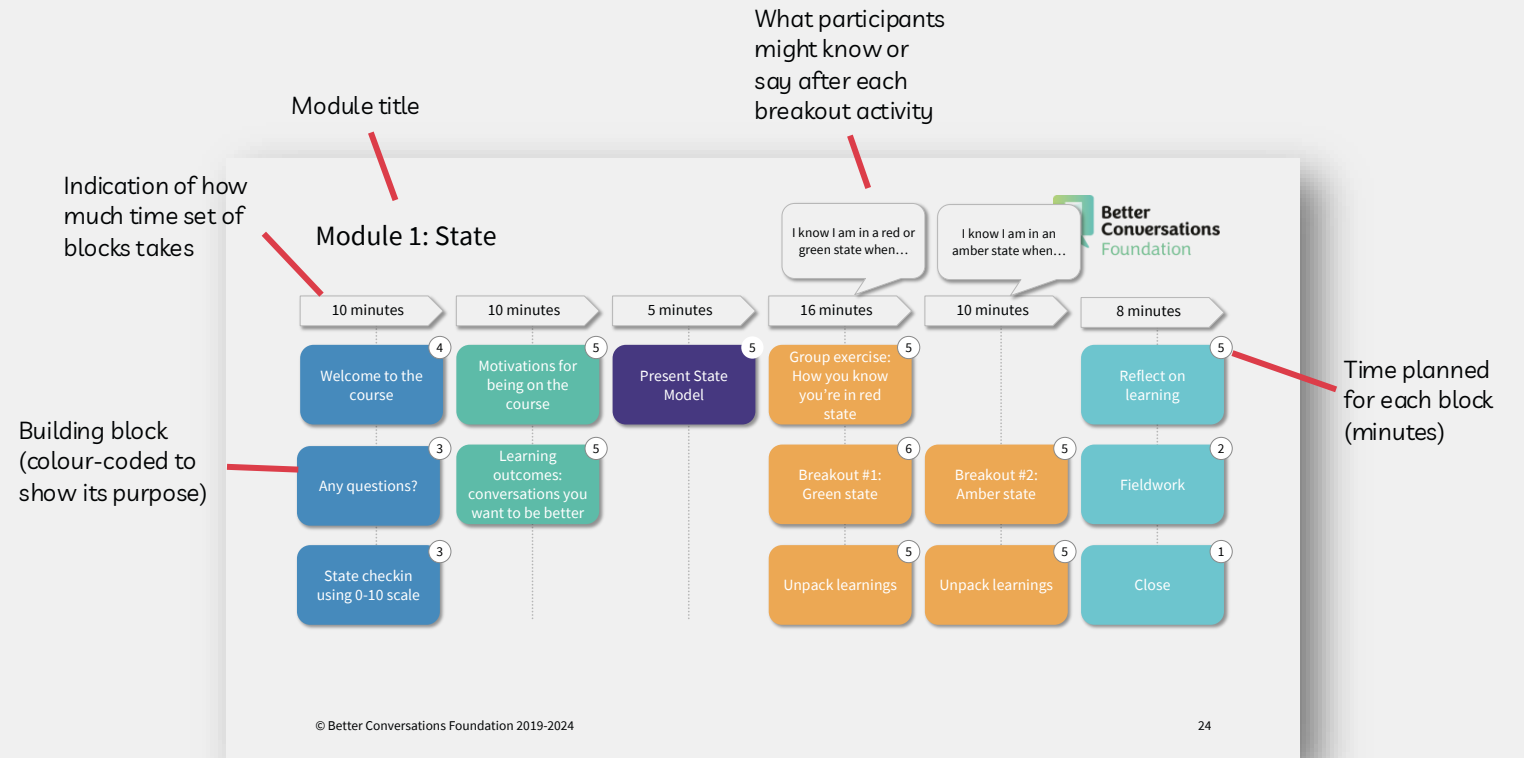 What participants
might know or
say after each
breakout activity
Module title
Indication of how
much time set of
blocks takes
Module 1: State
I know I am in a red or
green state when...
I know I am in an
amber state when...
Better
Conversations
Foundation
10 minutes
10 minutes
5 minutes
16 minutes
10 minutes
8 minutes
4
Welcome to the
course
5
Motivations for
being on the
course
5
Present State
Model
5
Group exercise:
How you know
you're in red
state
5
Reflect on
learning
Time planned
for each block
(minutes)
Building block
(colour-coded to
show its purpose)
3
Any questions?
5
Learning
outcomes:
conversations you
want to be better
6
Breakout #1:
Green state
5
Breakout #2:
Amber state
2
Fieldwork
3
State checkin
using 0-10 scale
5
Unpack learnings
5
Unpack learnings
1
Close
© Better Conversations Foundation 2019-2024
24